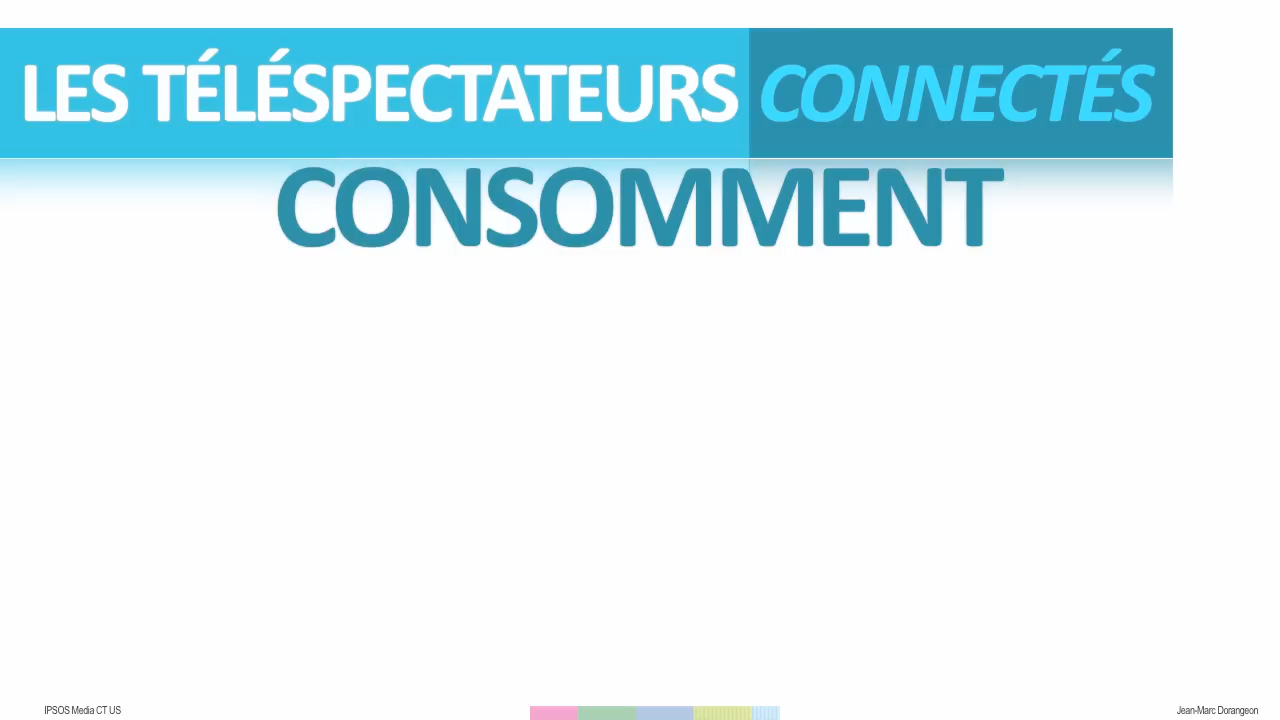 LES TÉLÉSPECTATEURS CONNECTÉS
CONSOMMENT
IPSOS Media CT US
Jean-Marc Dorangeon